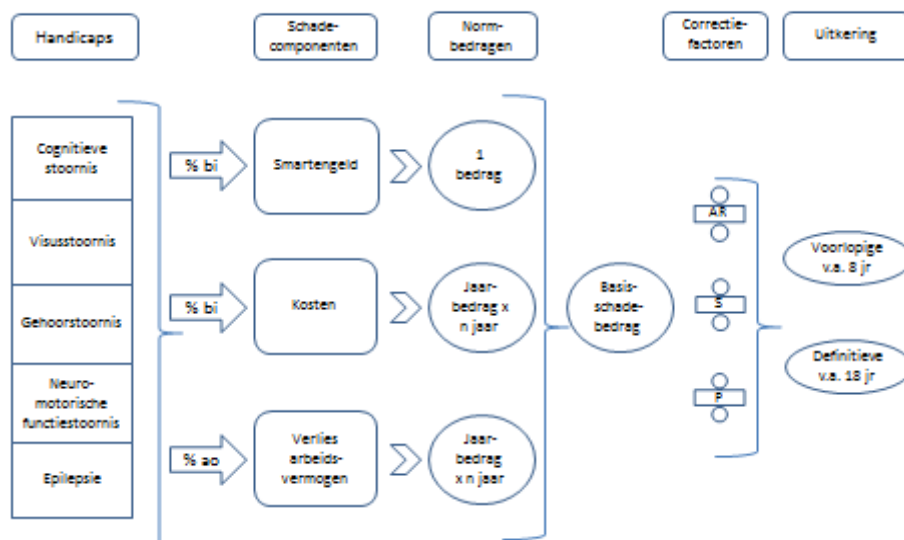 Handicaps
Schade-
componenten
Norm-
bedragen
Correctie-
factoren
Uitkering
Cognitieve
stoornis
Visusstoornis
Gehoorstoornis
Neuro-
motorische
functiestoornis
Epilepsie
% bi
% bi
% ao
Smartengeld
Kosten
Verlies
arbeids-
vermogen
1
bedrag
Jaar-
bedrag x
n jaar
Jaar-
bedrag
x n jaar
Basis-
schade-
bedrag
AR
S
P
Voorlopige
v.a. 8 jr
Definitieve
v.a. 18 jr